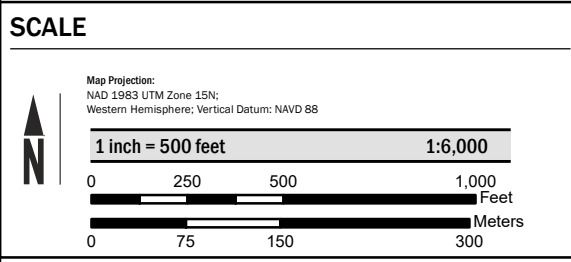 SCALE
Map Projection:
NAD 1983 UTM Zone 15N;
Western Hemisphere; Vertical Datum: NAVD 88
N
1 inch = 500 feet 1:6,000
0 250 500 1,000
Feet
Meters
0 75 150 300